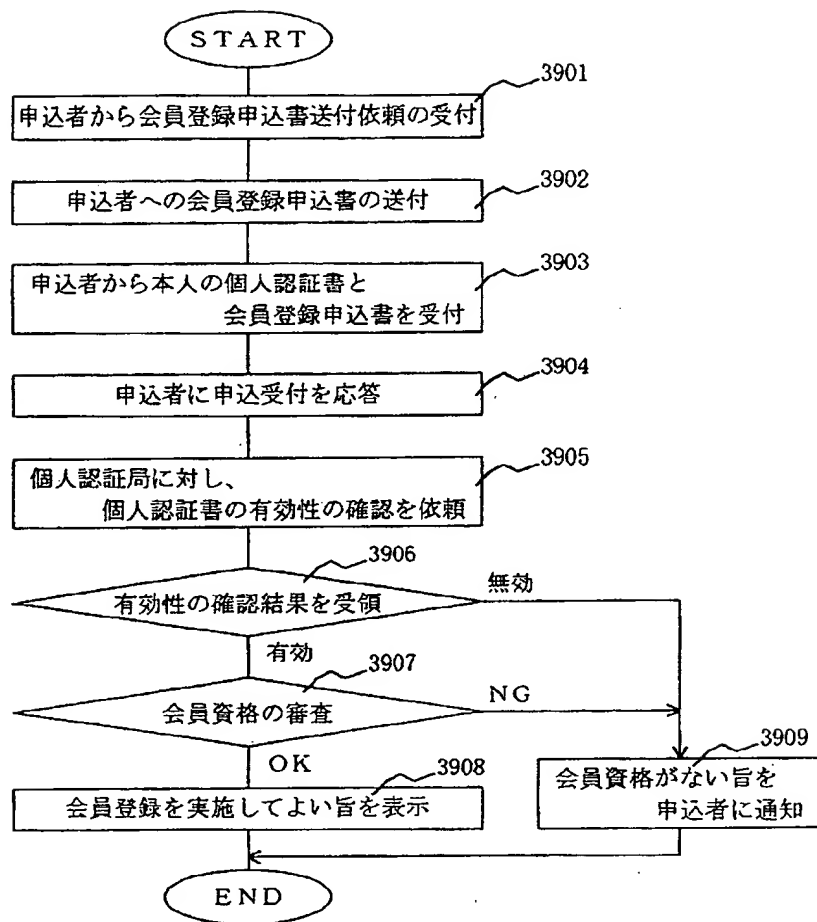 START
3901
申込者から会員登録申込書送付依頼の受付
3902
申込者への会員登録申込書の送付
3903
申込者から本人の個人認証書と
会員登録申込書を受付
3904
申込者に申込受付を応答
3905
個人認証局に対し、
個人認証書の有効性の確認を依頼
3906
有効性の確認結果を受領
無効
有効
3907
会員資格の審査
NG
OK
3908
会員登録を実施してよい旨を表示
3909
会員資格がない旨を
申込者に通知
END